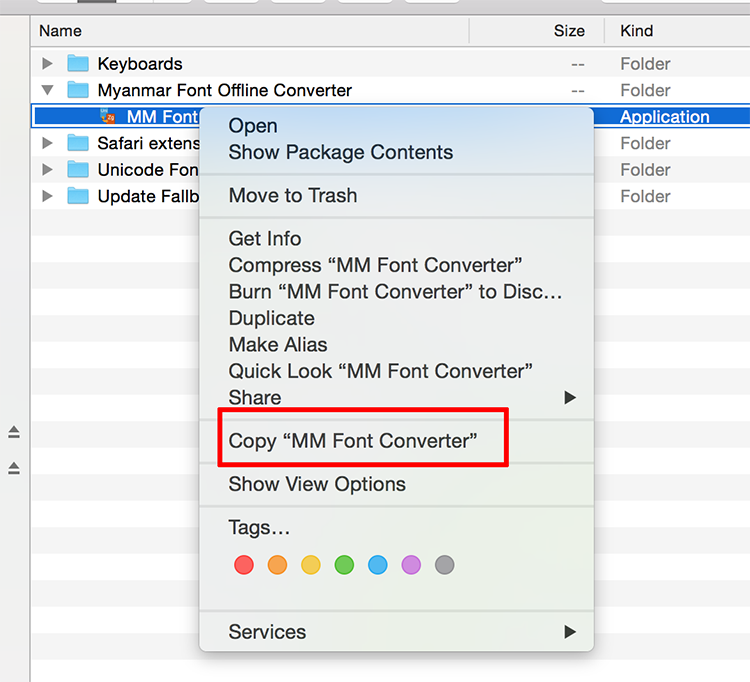 Name Size Kind
Keyboards -- Folder
Myanmar Font Offline Converter -- Folder
MM Font Application
Safari extens Folder
Unicode Fon Folder
Update Fallb Folder
Open
Show Package Contents
Move to Trash
Get Info
Compress “MM Font Converter”
Burn “MM Font Converter” to Disc...
Duplicate
Make Alias
Quick Look “MM Font Converter”
Share
Copy “MM Font Converter”
Show View Options
Tags...
Services